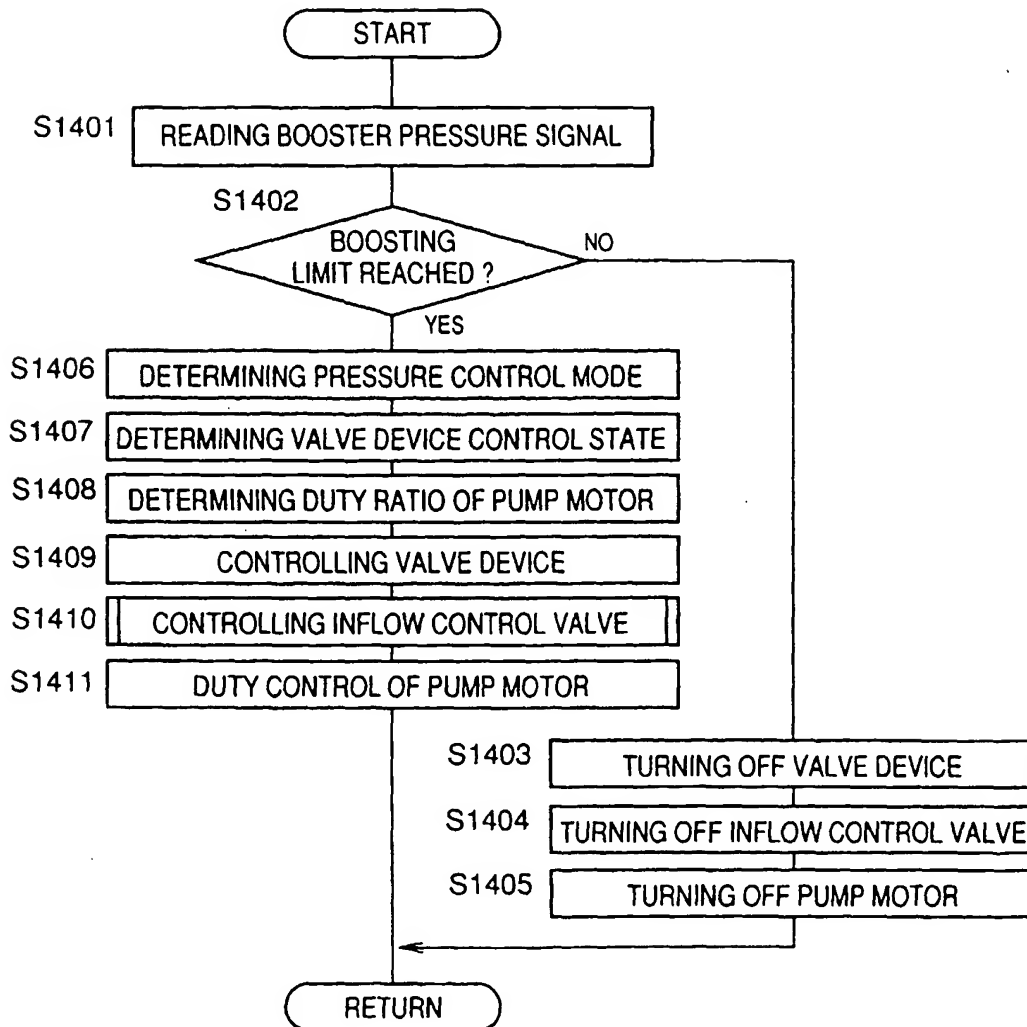 START
S1401
READING BOOSTER PRESSURE SIGNAL
S1402
BOOSTING
LIMIT REACHED ?
NO
YES
S1406
DETERMINING PRESSURE CONTROL MODE
S1407
DETERMINING VALVE DEVICE CONTROL STATE
S1408
DETERMINING DUTY RATIO OF PUMP MOTOR
S1409
CONTROLLING VALVE DEVICE
S1410
CONTROLLING INFLOW CONTROL VALVE
S1411
DUTY CONTROL OF PUMP MOTOR
S1403
TURNING OFF VALVE DEVICE
S1404
TURNING OFF INFLOW CONTROL VALVE
S1405
TURNING OFF PUMP MOTOR
RETURN